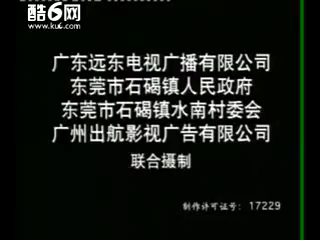 酷6网
www.ku6.com
广东远东电视广播有限公司
东莞市石碣镇人民政府
东莞市石碣镇水南村委会
广州出航影视广告有限公司
联合摄制
制作许可证号：17229